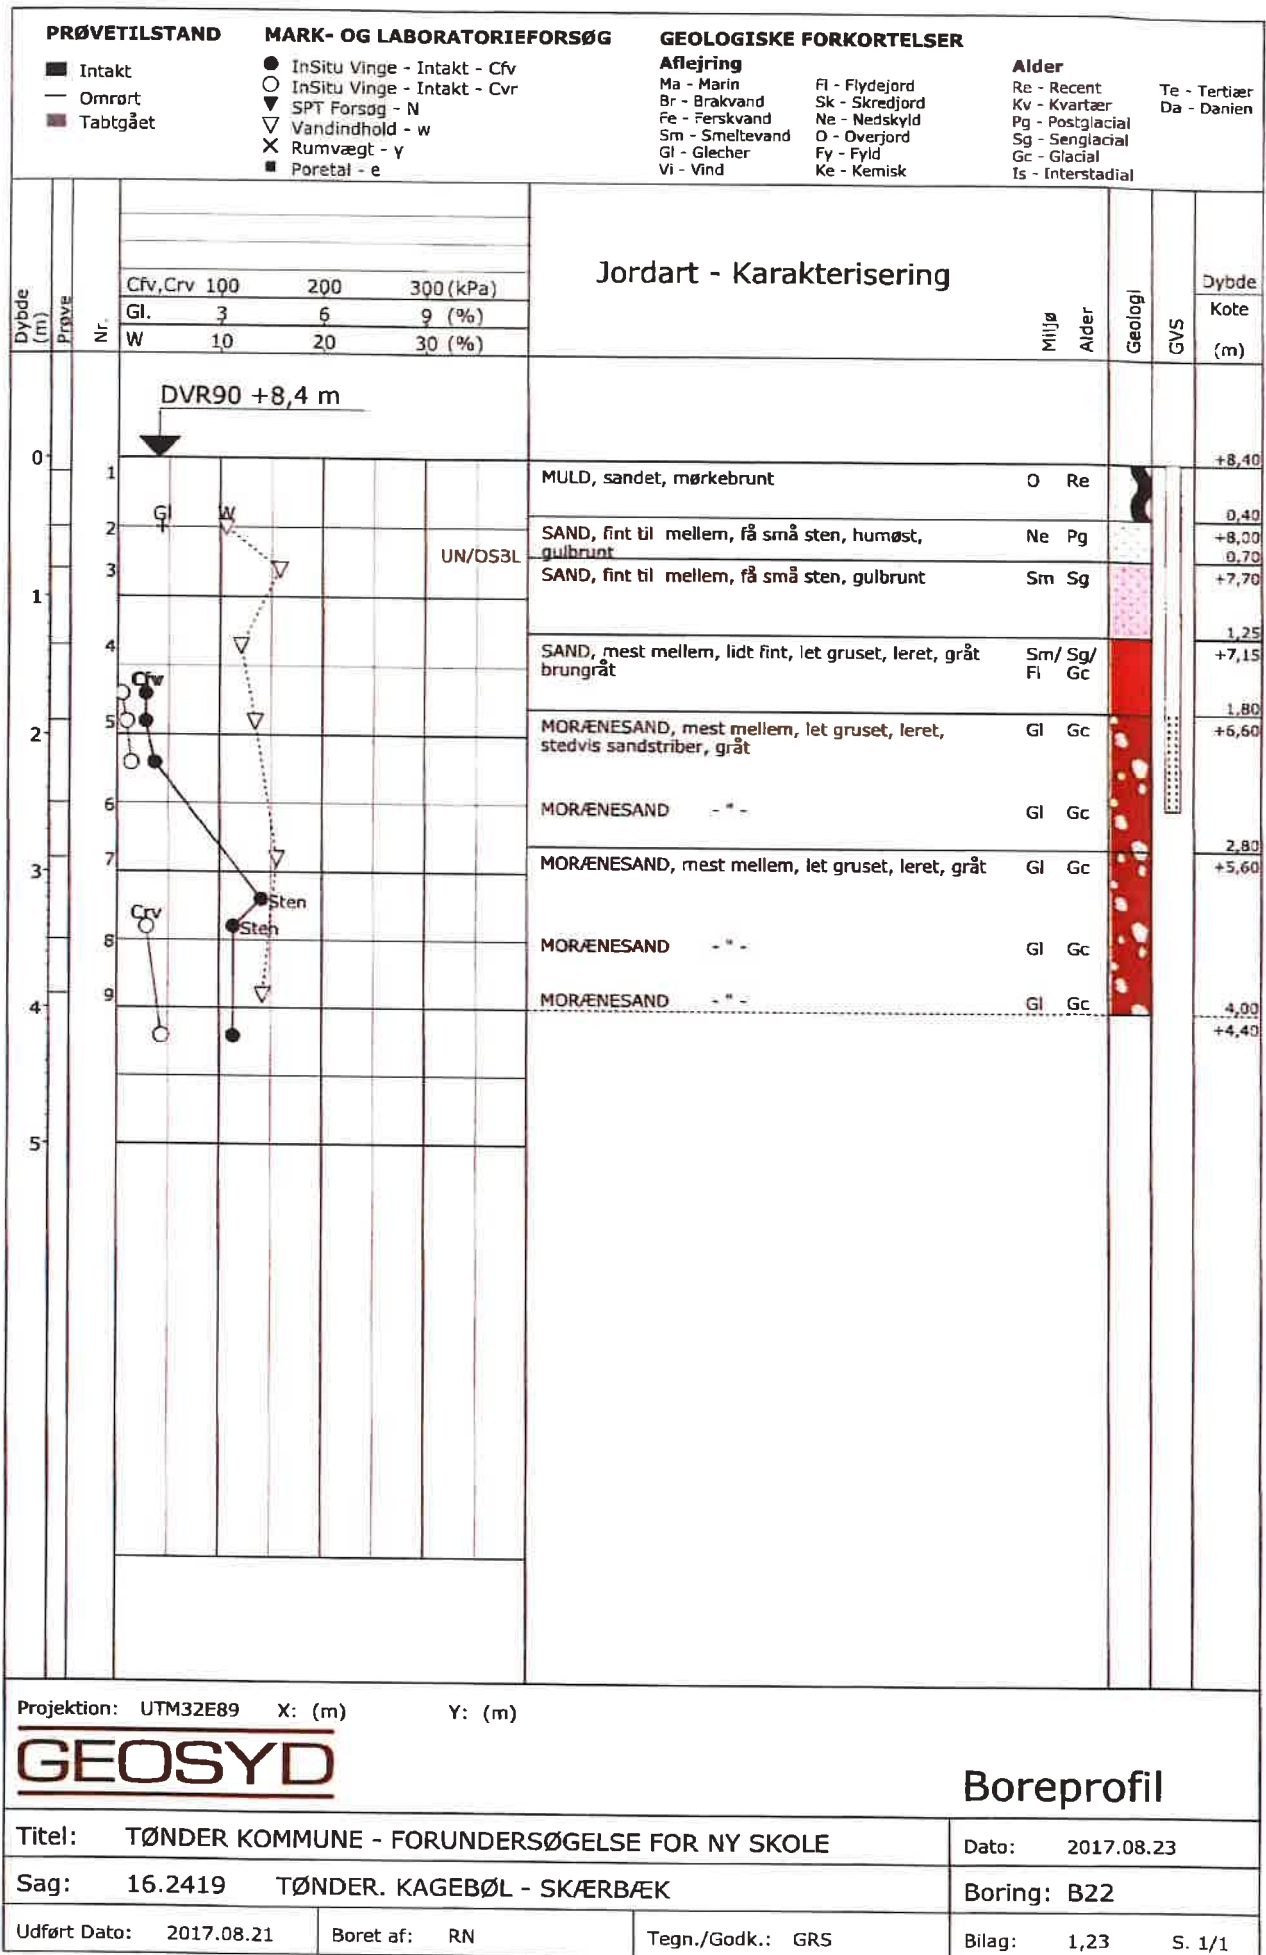 PRØVETILSTAND
Intakt
Omrørt
Tabtgået
MARK- OG LABORATORIEFORSØG
InSitu Vinge - Intakt - Cfv
InSitu Vinge - Intakt - Cvr
SPT Forsøg - N
Vandindhold - w
Rumvægt - γ
Poretal - e
GEOLOGISKE FORKORTELSER
Aflejring
Ma - Marin
Br - Brakvand
Fe - Ferskvand
Sm - Smeltevand
Gl - Glecher
Vi - Vind
Fl - Flydejord
Sk - Skredjord
Ne - Nedskyld
O - Overjord
Fy - Fyld
Ke - Kemisk
Alder
Re - Recent
Kv - Kvartær
Pg - Postglacial
Sg - Senglacial
Gc - Glacial
Is - Interstadial
Te - Tertiær
Da - Danien
Dybde (m)
Prøve
Nr.
Cfv,Crv 100 200 300 (kPa)
Gl. 3 6 9 (%)
W 10 20 30 (%)
Jordart - Karakterisering
Miljø
Alder
Geologi
GVS
Dybde
Kote
(m)
DVR90 +8,4 m
0
+8,40
1
MULD, sandet, mørkebrunt O Re
Gl W
0,40
2
SAND, fint til mellem, få små sten, humøst,
gulbrunt
Ne Pg
+8,00
UN/OS3L
0,70
3
SAND, fint til mellem, få små sten, gulbrunt Sm Sg
+7,70
1
1,25
4
SAND, mest mellem, lidt fint, let gruset, leret, gråt
brungråt
Sm/ Sg/
Fl Gc
+7,15
Cfv
1,80
5
MORÆNESAND, mest mellem, let gruset, leret,
stedvis sandstriber, gråt
Gl Gc
+6,60
2
6
MORÆNESAND - " - Gl Gc
2,80
7
MORÆNESAND, mest mellem, let gruset, leret, gråt Gl Gc
+5,60
3
Sten
Crv
Sten
8
MORÆNESAND - " - Gl Gc
9
MORÆNESAND - " - Gl Gc
4
4,00
+4,40
5
Projektion: UTM32E89 X: (m) Y: (m)
GEOSYD
Boreprofil
Titel: TØNDER KOMMUNE - FORUNDERSØGELSE FOR NY SKOLE
Dato: 2017.08.23
Sag: 16.2419 TØNDER. KAGEBØL - SKÆRBÆK
Boring: B22
Udført Dato: 2017.08.21
Boret af: RN
Tegn./Godk.: GRS
Bilag: 1,23 S. 1/1